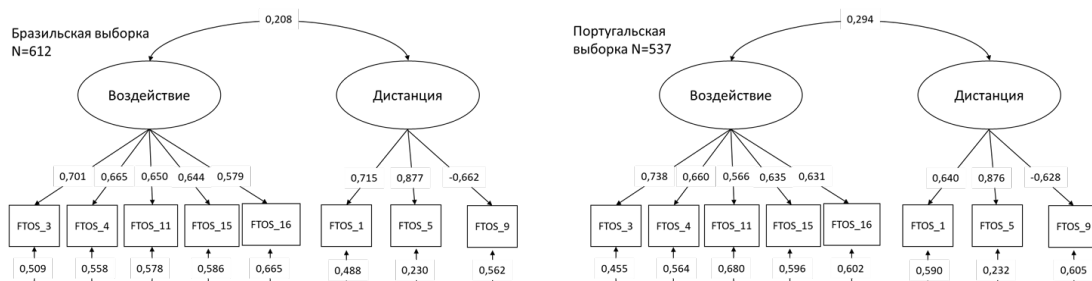 0,208
Бразильская выборка
N=612
Воздействие
Дистанция
0,701 0,665 0,650 0,644 0,579
0,715 0,877 -0,662
FTOS_3 FTOS_4 FTOS_11 FTOS_15 FTOS_16
FTOS_1 FTOS_5 FTOS_9
0,509 0,558 0,578 0,586 0,665
0,488 0,230 0,562
0,294
Португальская
выборка N=537
Воздействие
Дистанция
0,738 0,660 0,566 0,635 0,631
0,640 0,876 -0,628
FTOS_3 FTOS_4 FTOS_11 FTOS_15 FTOS_16
FTOS_1 FTOS_5 FTOS_9
0,455 0,564 0,680 0,596 0,602
0,590 0,232 0,605